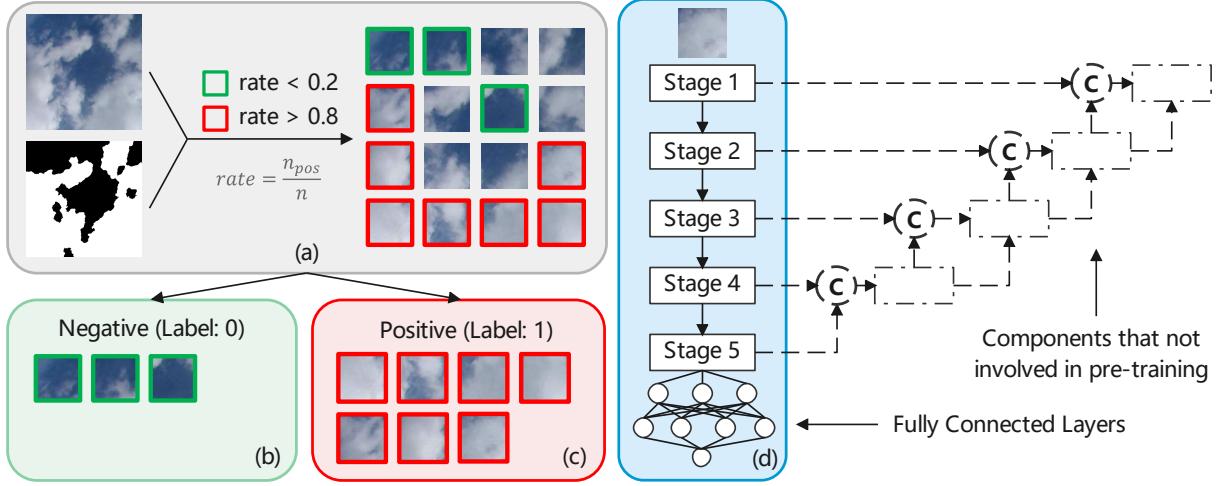 rate < 0.2
rate > 0.8
rate = n_pos / n
(a)
Negative (Label: 0)
(b)
Positive (Label: 1)
(c)
Stage 1
Stage 2
Stage 3
Stage 4
Stage 5
(d)
C
C
C
C
Components that not
involved in pre-training
Fully Connected Layers